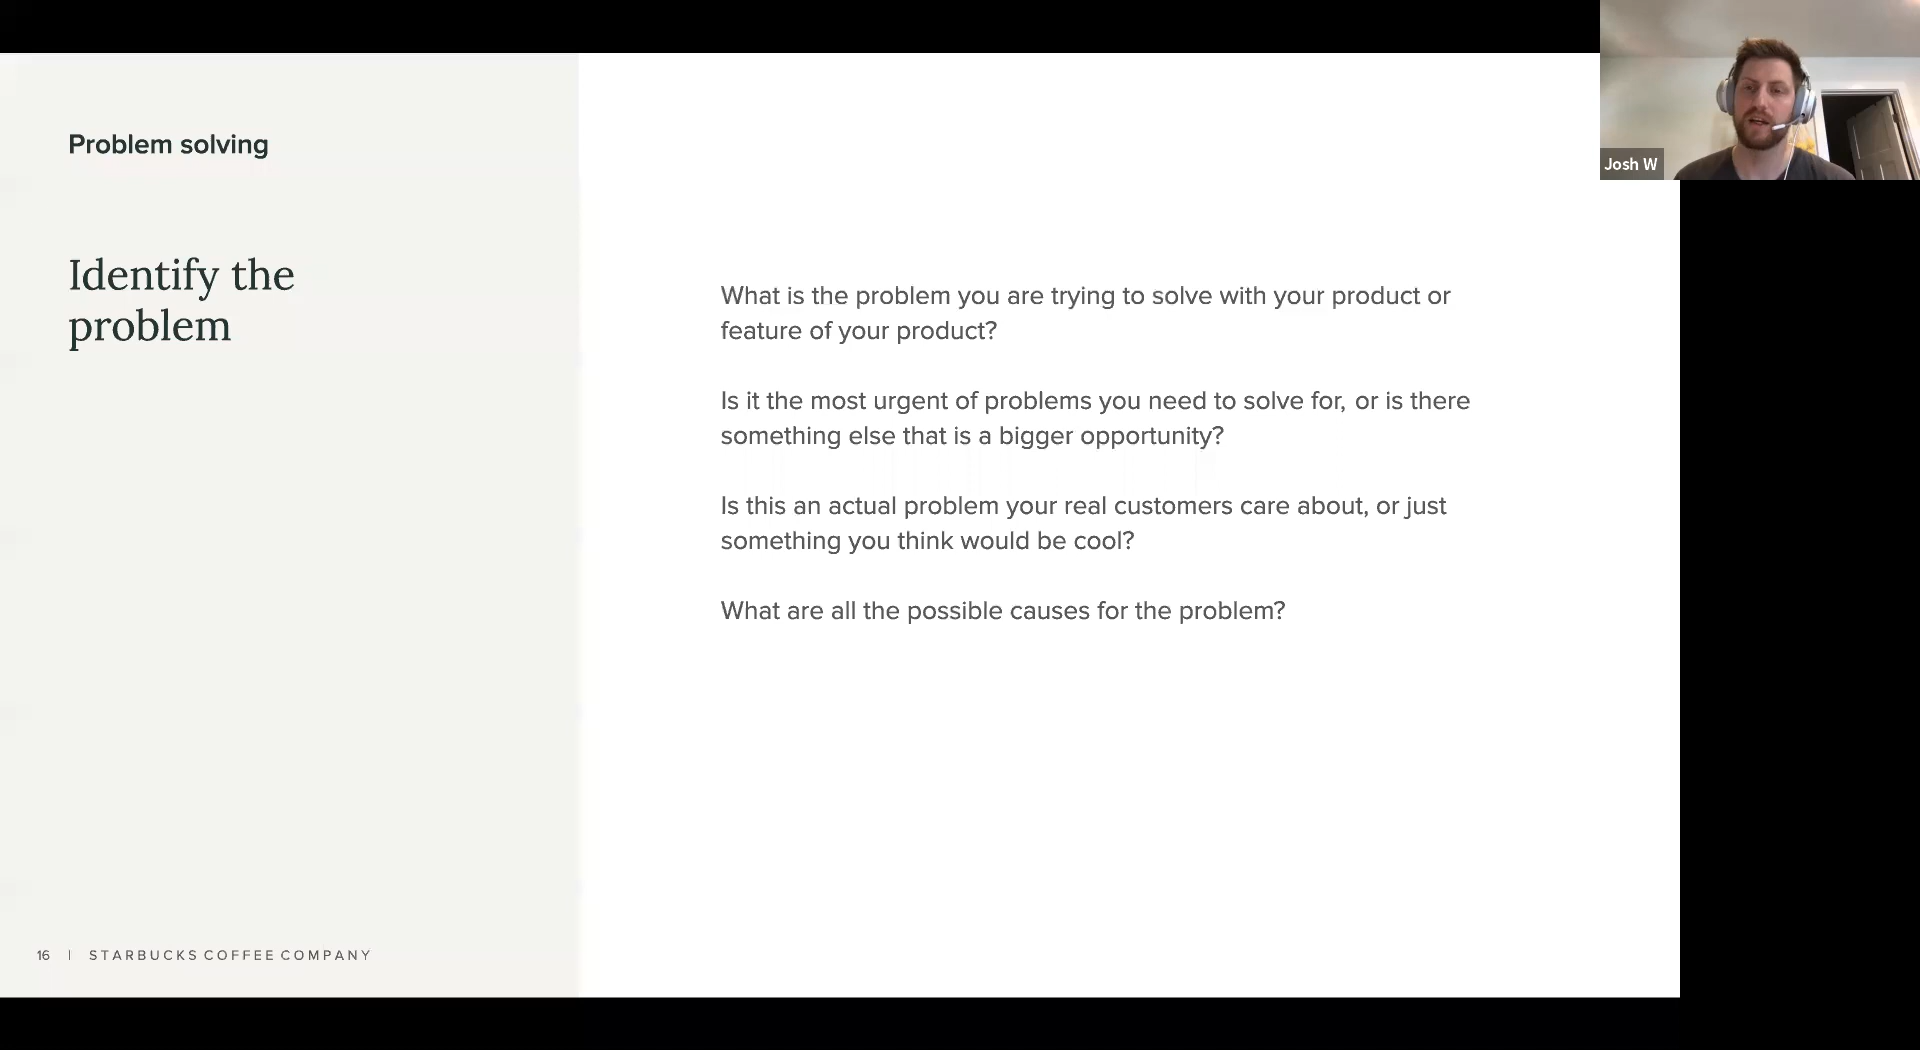 Problem solving
Identify the
problem
What is the problem you are trying to solve with your product or
feature of your product?
Is it the most urgent of problems you need to solve for, or is there
something else that is a bigger opportunity?
Is this an actual problem your real customers care about, or just
something you think would be cool?
What are all the possible causes for the problem?
16 | STARBUCKS COFFEE COMPANY
Josh W